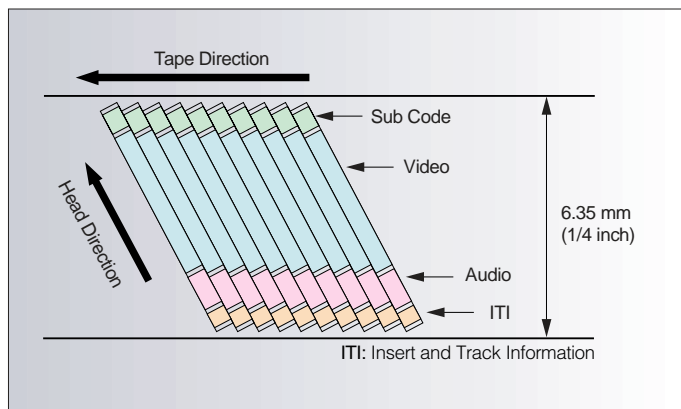 Tape Direction
Sub Code
Video
Head Direction
6.35 mm
(1/4 inch)
Audio
ITI
ITI: Insert and Track Information